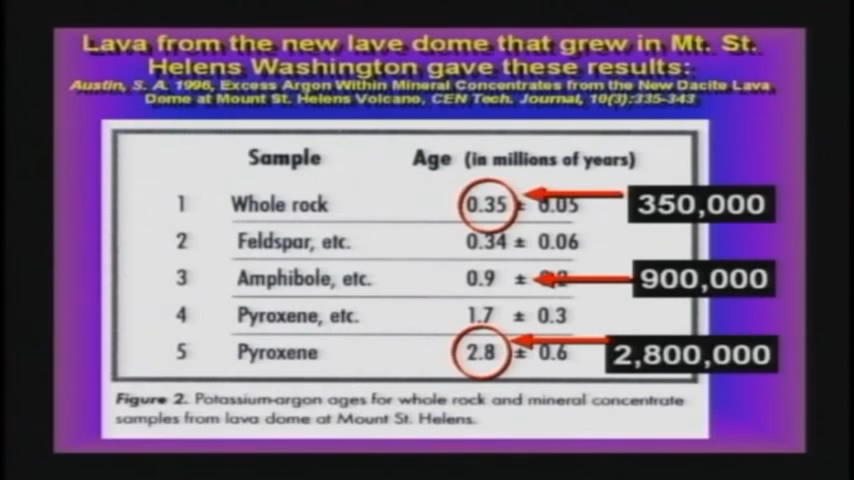 Lava from the new lave dome that grew in Mt. St.
Helens Washington gave these results:
Austin, S. A. 1996, Excess Argon Within Mineral Concentrates from the New Dacite Lava
Dome at Mount St. Helens Volcano, CEN Tech. Journal, 10(3):335-343
Sample Age (in millions of years)
1 Whole rock 0.35 ± 0.05 350,000
2 Feldspar, etc. 0.34 ± 0.06
3 Amphibole, etc. 0.9 ± 900,000
4 Pyroxene, etc. 1.7 ± 0.3
5 Pyroxene 2.8 ± 0.6 2,800,000
Figure 2. Potassium-argon ages for whole rock and mineral concentrate
samples from lava dome at Mount St. Helens.